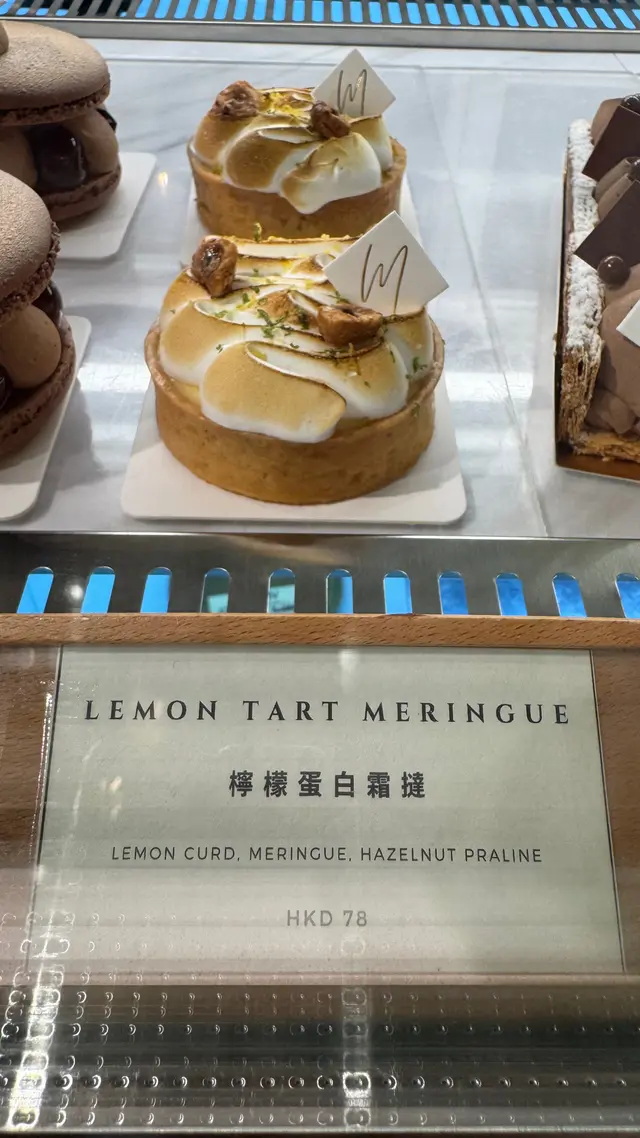 M
M
LEMON TART MERINGUE
檸檬蛋白霜撻
LEMON CURD, MERINGUE, HAZELNUT PRALINE
HKD 78